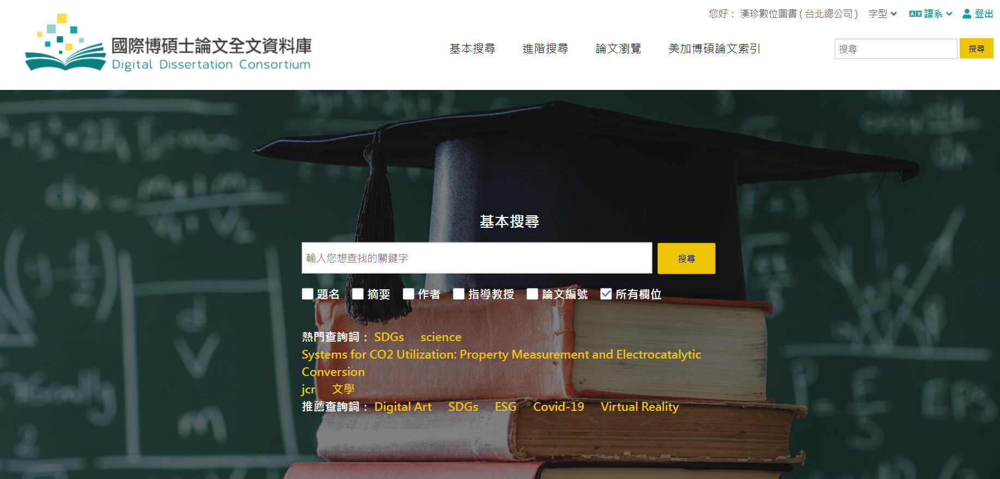 您好： 漢珍數位圖書 ( 台北總公司 ) 字型 語系 登出
國際博碩士論文全文資料庫
Digital Dissertation Consortium
基本搜尋 進階搜尋 論文瀏覽 美加博碩論文索引
搜尋 搜尋
基本搜尋
輸入您想查找的關鍵字 搜尋
題名 摘要 作者 指導教授 論文編號 所有欄位
熱門查詢詞： SDGs science
Systems for CO2 Utilization: Property Measurement and Electrocatalytic
Conversion
jcr 文學
推薦查詢詞： Digital Art SDGs ESG Covid-19 Virtual Reality